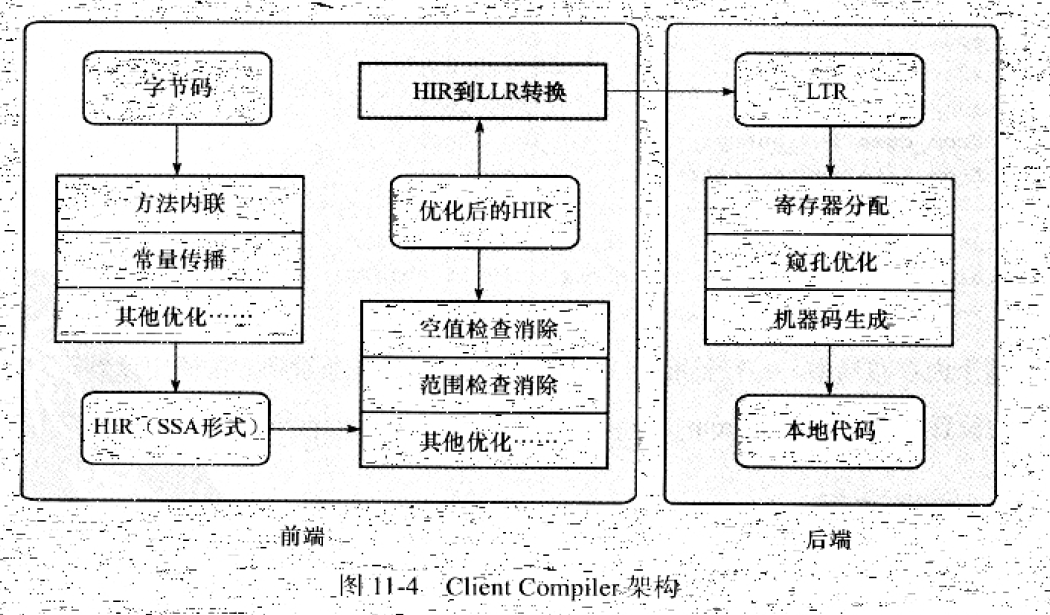 字节码
方法内联
常量传播
其他优化……
HIR（SSA形式）
HIR到LLR转换
优化后的HIR
空值检查消除
范围检查消除
其他优化……
前端
LTR
寄存器分配
窥孔优化
机器码生成
本地代码
后端
图 11-4 Client Compiler 架构